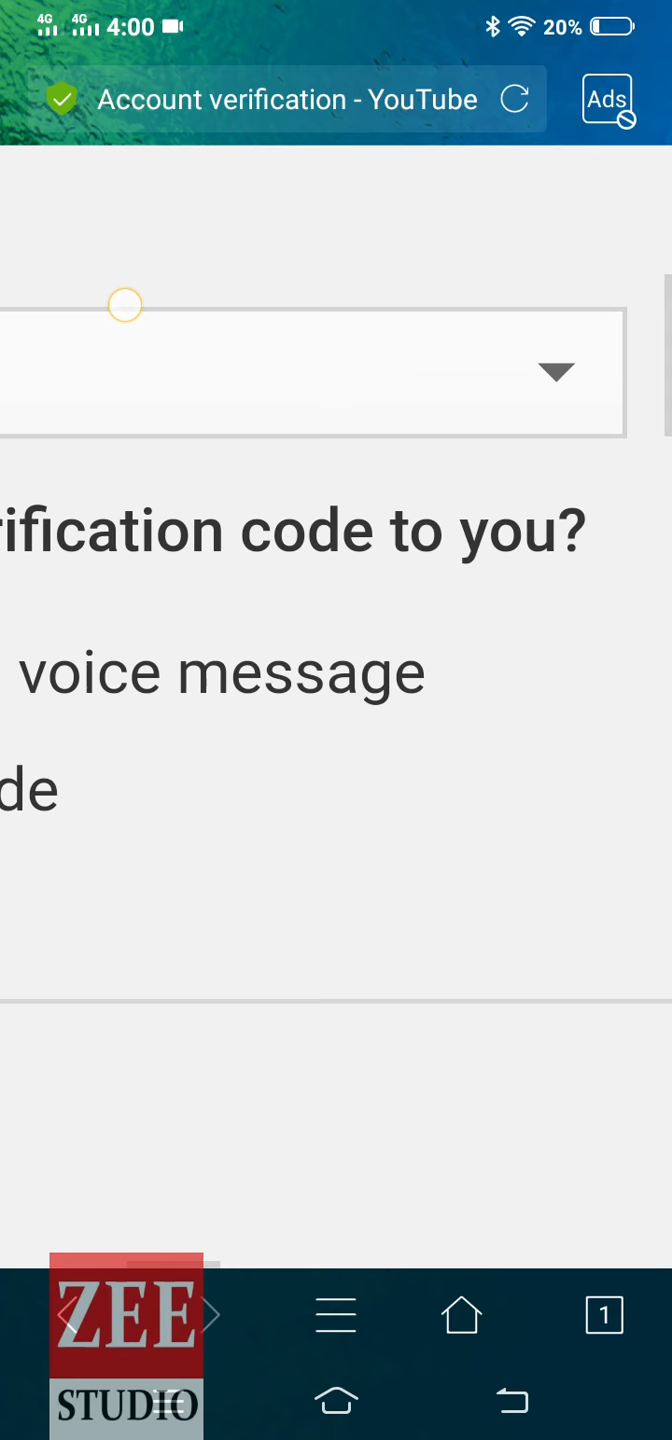 4G 4G 4:00 20%
Account verification - YouTube Ads
rification code to you?
voice message
de
1
ZEE
STUDIO